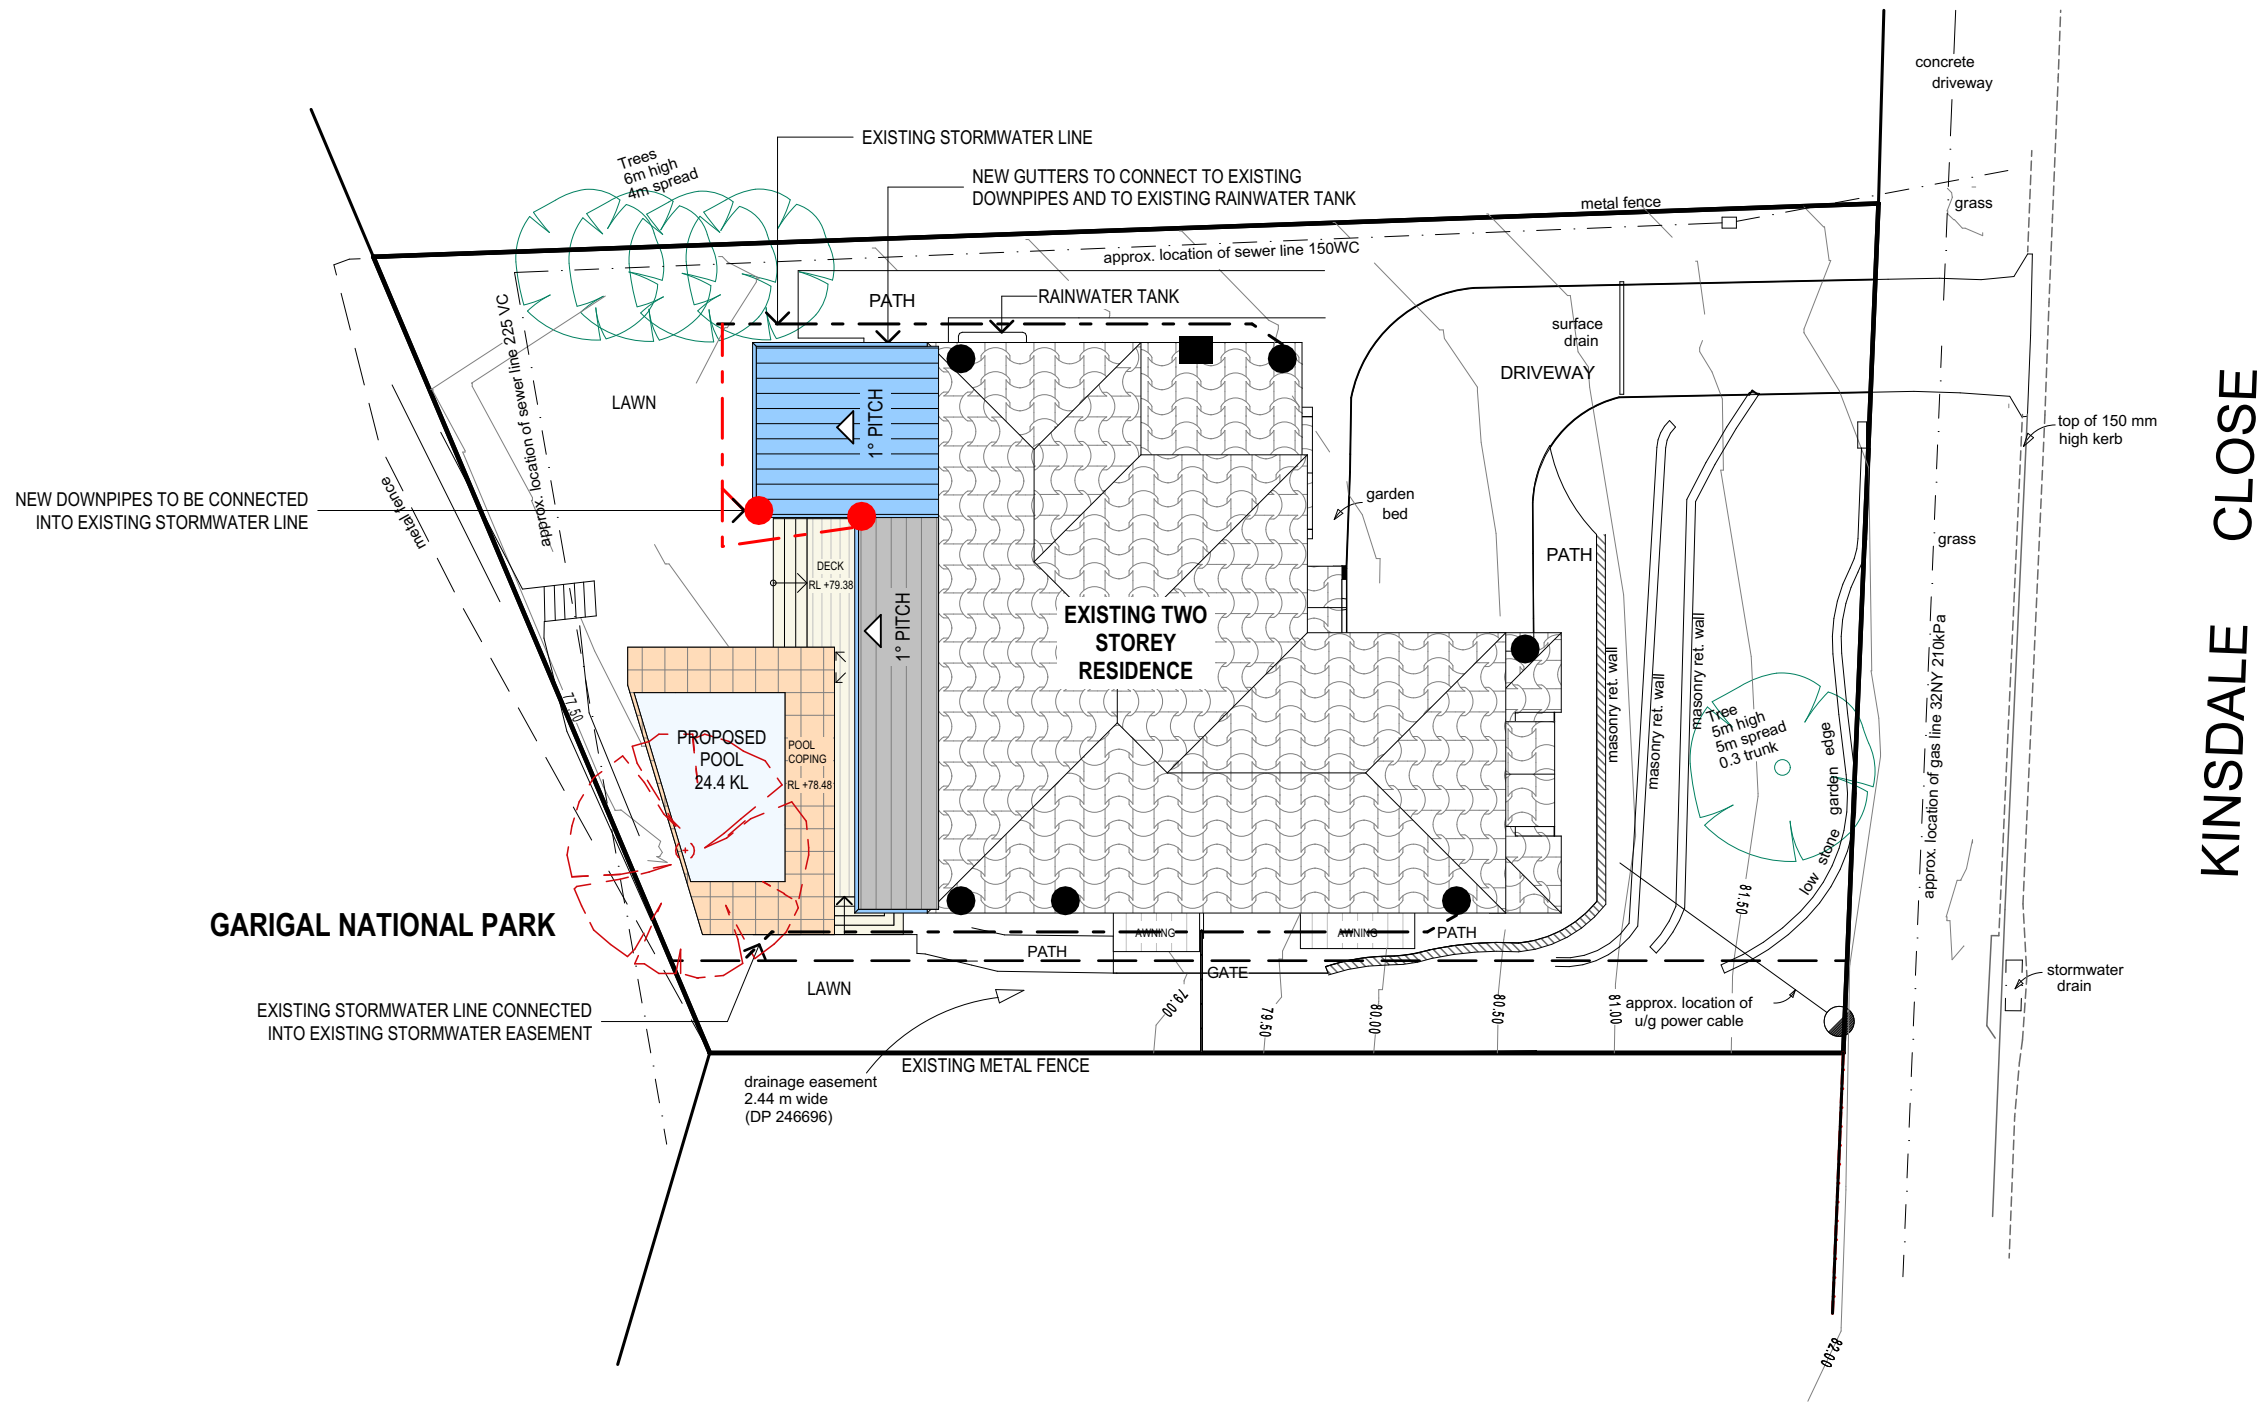 concrete
driveway
EXISTING STORMWATER LINE
Trees
6m high
4m spread
NEW GUTTERS TO CONNECT TO EXISTING
DOWNPIPES AND TO EXISTING RAINWATER TANK
metal fence
grass
approx. location of sewer line 150WC
PATH
RAINWATER TANK
approx. location of sewer line 225 VC
surface
drain
DRIVEWAY
LAWN
1° PITCH
top of 150 mm
high kerb
CLOSE
metal fence
NEW DOWNPIPES TO BE CONNECTED
INTO EXISTING STORMWATER LINE
garden
bed
grass
PATH
DECK
RL +79.38
1° PITCH
EXISTING TWO
STOREY
RESIDENCE
masonry ret. wall
masonry ret. wall
masonry ret. wall
approx. location of gas line 32NY 210kPa
KINSDALE
77.50
PROPOSED
POOL
24.4 KL
POOL
COPING
RL +78.48
Tree
5m high
5m spread
0.3 trunk
low stone garden edge
81.50
GARIGAL NATIONAL PARK
AWNING
AWNING
PATH
PATH
GATE
LAWN
stormwater
drain
79.00
79.50
80.00
80.50
81.00
approx. location of
u/g power cable
EXISTING STORMWATER LINE CONNECTED
INTO EXISTING STORMWATER EASEMENT
EXISTING METAL FENCE
drainage easement
2.44 m wide
(DP 246696)
82.00